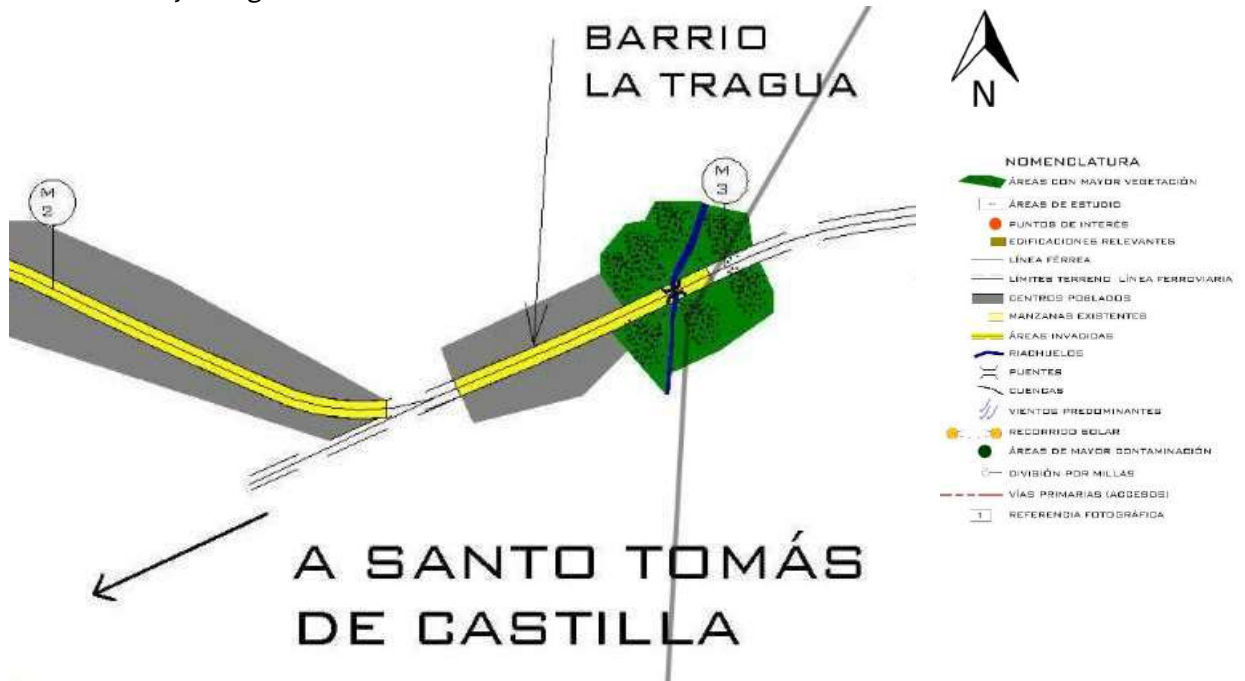 BARRIO
LA TRAGUA
M
2
M
3
A SANTO TOMÁS
DE CASTILLA
N
NOMENCLATURA
ÁREAS CON MAYOR VEGETACIÓN
ÁREAS DE ESTUDIO
PUNTOS DE INTERÉS
EDIFICACIONES RELEVANTES
LÍNEA FÉRREA
LÍMITES TERRENO LÍNEA FERROVIARIA
CENTROS POBLADOS
MANZANAS EXISTENTES
ÁREAS INVADIDAS
RIACHUELOS
PUENTES
CUENCAS
VIENTOS PREDOMINANTES
RECORRIDO SOLAR
ÁREAS DE MAYOR CONTAMINACIÓN
DIVISIÓN POR MILLAS
VÍAS PRIMARIAS (ACCESOS)
1 REFERENCIA FOTOGRÁFICA